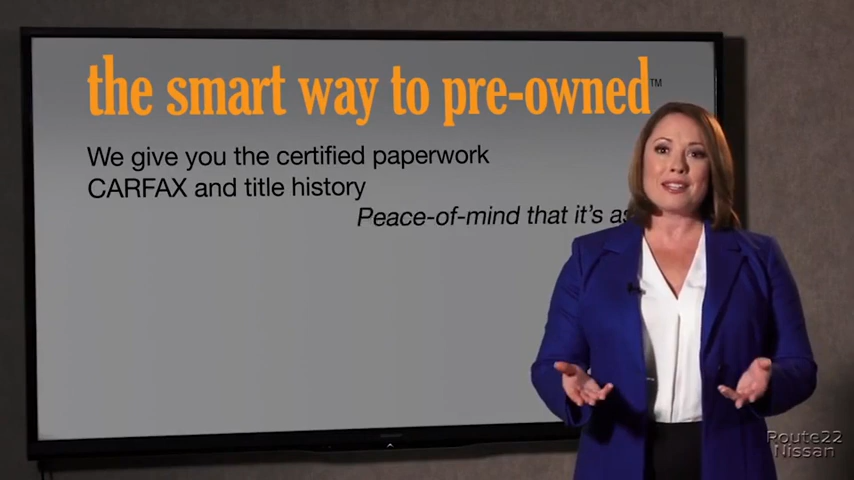 the smart way to pre-owned™
We give you the certified paperwork
CARFAX and title history
Peace-of-mind that it's as
Route22
Nissan